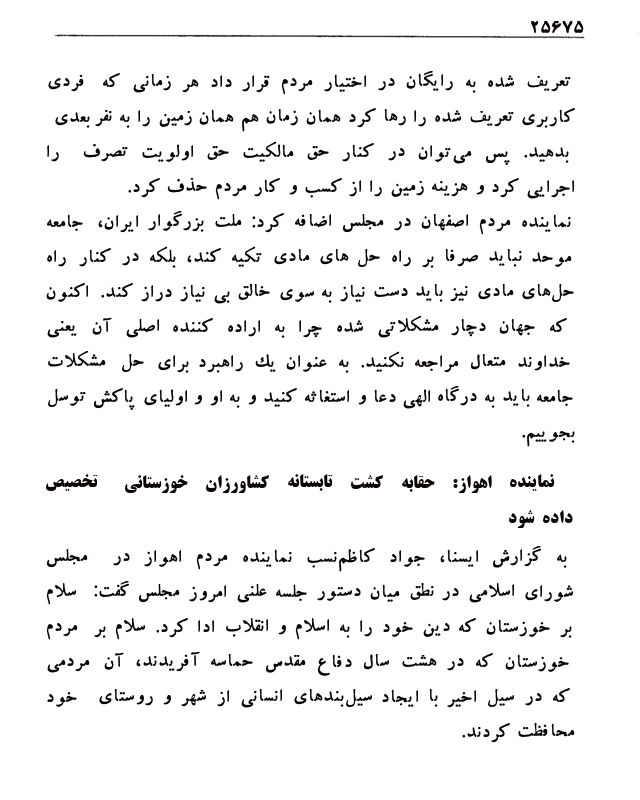 ۲۵۶۷۵
تعریف شده به رایگان در اختیار مردم قرار داد هر زمانی که فردی
کاربری تعریف شده را رها کرد همان زمان هم همان زمین را به نفر بعدی
بدهید. پس می‌توان در کنار حق مالکیت حق اولویت تصرف را
اجرایی کرد و هزینه زمین را از کسب و کار مردم حذف کرد.
نماینده مردم اصفهان در مجلس اضافه کرد: ملت بزرگوار ایران، جامعه
موحد نباید صرفا بر راه حل های مادی تکیه کند، بلکه در کنار راه
حل‌های مادی نیز باید دست نیاز به سوی خالق بی نیاز دراز کند. اکنون
که جهان دچار مشکلاتی شده چرا به اراده کننده اصلی آن یعنی
خداوند متعال مراجعه نکنید. به عنوان یك راهبرد برای حل مشکلات
جامعه باید به درگاه الهی دعا و استغاثه کنید و به او و اولیای پاکش توسل
بجوییم.
نماینده اهواز: حقابه کشت تابستانه کشاورزان خوزستانی تخصیص
داده شود
به گزارش ایسنا، جواد کاظم‌نسب نماینده مردم اهواز در مجلس
شورای اسلامی در نطق میان دستور جلسه علنی امروز مجلس گفت: سلام
بر خوزستان که دین خود را به اسلام و انقلاب ادا کرد. سلام بر مردم
خوزستان که در هشت سال دفاع مقدس حماسه آفریدند، آن مردمی
که در سیل اخیر با ایجاد سیل‌بندهای انسانی از شهر و روستای خود
محافظت کردند.